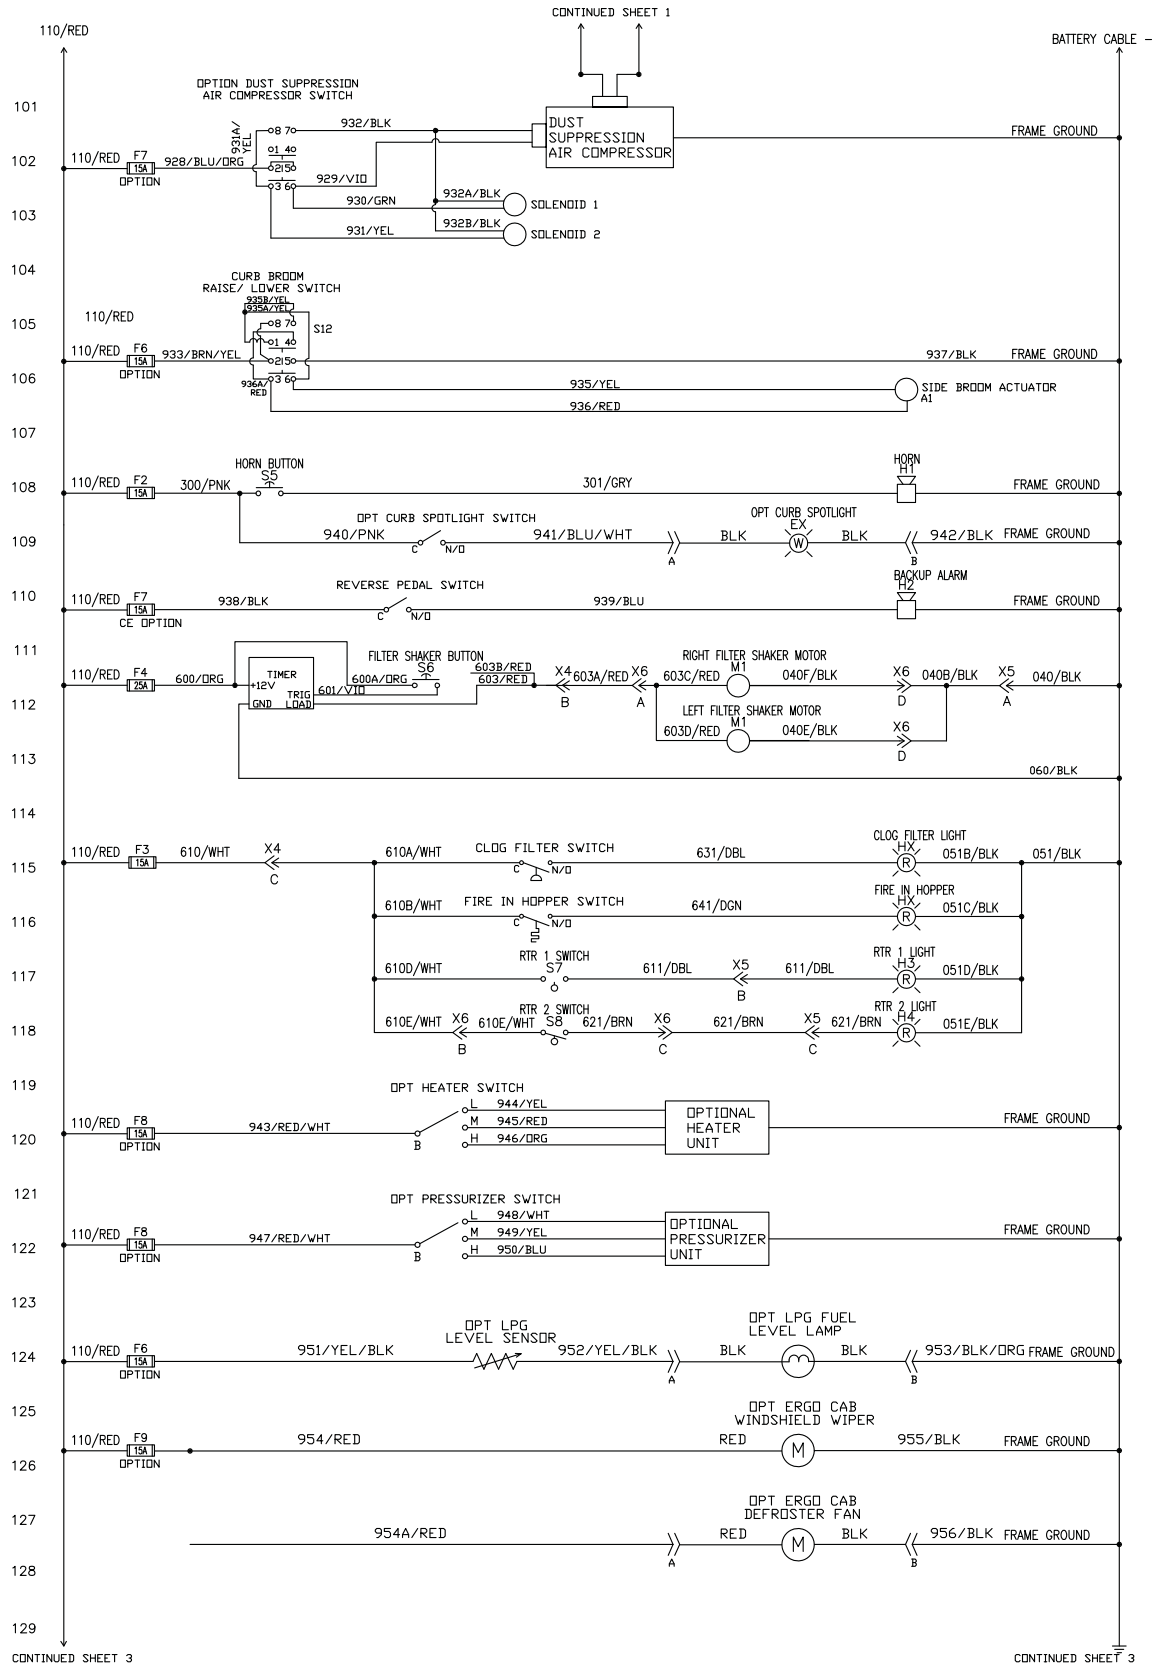 CONTINUED SHEET 1
110/RED
BATTERY CABLE -
OPTION DUST SUPPRESSION
AIR COMPRESSOR SWITCH
101
931A/
YEL
8 7
932/BLK
DUST
SUPPRESSION
AIR COMPRESSOR
FRAME GROUND
1 4
102
110/RED
F7
15A
OPTION
928/BLU/ORG
2 5
3 6
929/VIO
930/GRN
932A/BLK
SOLENOID 1
103
931/YEL
932B/BLK
SOLENOID 2
104
CURB BROOM
RAISE/ LOWER SWITCH
935B/YEL
935A/YEL
105
110/RED
8 7
S12
1 4
110/RED
F6
15A
OPTION
933/BRN/YEL
2 5
937/BLK
FRAME GROUND
106
936A/
RED
3 6
935/YEL
SIDE BROOM ACTUATOR
A1
936/RED
107
HORN BUTTON
S5
HORN
H1
108
110/RED
F2
15A
300/PNK
301/GRY
FRAME GROUND
OPT CURB SPOTLIGHT SWITCH
OPT CURB SPOTLIGHT
EX
109
940/PNK
C
N/O
941/BLU/WHT
A
BLK
W
BLK
B
942/BLK
FRAME GROUND
REVERSE PEDAL SWITCH
BACKUP ALARM
H2
110
110/RED
F7
15A
CE OPTION
938/BLK
C
N/O
939/BLU
FRAME GROUND
111
FILTER SHAKER BUTTON
S6
RIGHT FILTER SHAKER MOTOR
M1
110/RED
F4
25A
600/ORG
TIMER
+12V
TRIG
GND
LOAD
600A/ORG
601/VIO
603B/RED
603/RED
X4
B
603A/RED
X6
A
603C/RED
040F/BLK
X6
D
040B/BLK
X5
A
040/BLK
112
LEFT FILTER SHAKER MOTOR
M1
603D/RED
040E/BLK
X6
D
113
060/BLK
114
115
110/RED
F3
15A
610/WHT
X4
C
610A/WHT
CLOG FILTER SWITCH
C
N/O
631/DBL
CLOG FILTER LIGHT
HX
R
051B/BLK
051/BLK
116
610B/WHT
FIRE IN HOPPER SWITCH
C
N/O
641/DGN
FIRE IN HOPPER
HX
R
051C/BLK
117
610D/WHT
RTR 1 SWITCH
S7
611/DBL
X5
B
611/DBL
RTR 1 LIGHT
H3
R
051D/BLK
118
610E/WHT
X6
B
610E/WHT
RTR 2 SWITCH
S8
621/BRN
X6
C
621/BRN
X5
C
621/BRN
RTR 2 LIGHT
H4
R
051E/BLK
119
OPT HEATER SWITCH
120
110/RED
F8
15A
OPTION
943/RED/WHT
B
L
944/YEL
M
945/RED
H
946/ORG
OPTIONAL
HEATER
UNIT
FRAME GROUND
121
OPT PRESSURIZER SWITCH
122
110/RED
F8
15A
OPTION
947/RED/WHT
B
L
948/WHT
M
949/YEL
H
950/BLU
OPTIONAL
PRESSURIZER
UNIT
FRAME GROUND
123
OPT LPG
LEVEL SENSOR
OPT LPG FUEL
LEVEL LAMP
124
110/RED
F6
15A
OPTION
951/YEL/BLK
952/YEL/BLK
A
BLK
BLK
B
953/BLK/ORG
FRAME GROUND
125
OPT ERGO CAB
WINDSHIELD WIPER
126
110/RED
F9
15A
OPTION
954/RED
RED
M
955/BLK
FRAME GROUND
127
OPT ERGO CAB
DEFROSTER FAN
954A/RED
A
RED
M
BLK
B
956/BLK
FRAME GROUND
128
129
CONTINUED SHEET 3
CONTINUED SHEET 3